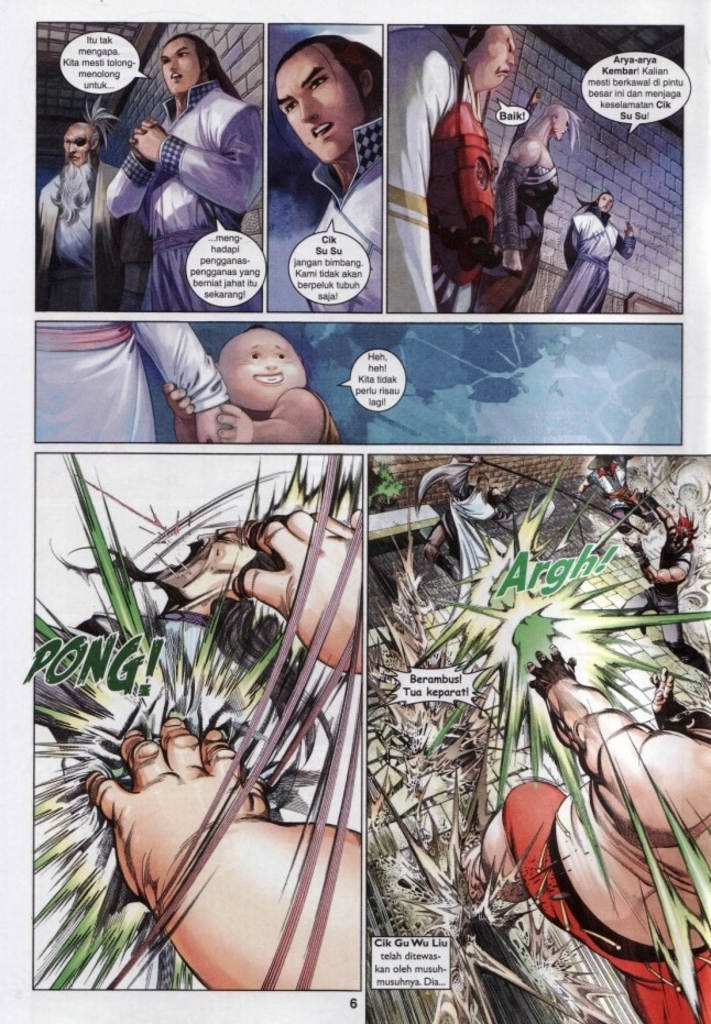 Itu tak
mengapa.
Kita mesti tolong-
menolong
untuk...
...meng-
hadapi
pengganas-
pengganas yang
berniat jahat itu
sekarang!
Cik
Su Su
jangan bimbang.
Kami tidak akan
berpeluk tubuh
saja!
Baik!
Arya-arya
Kembar! Kalian
mesti berkawal di pintu
besar ini dan menjaga
keselamatan Cik
Su Su!
Heh,
heh!
Kita tidak
perlu risau
lagi!
PONG!
Argh!
Berambus!
Tua keparat!
Cik Gu Wu Liu
telah ditewas-
kan oleh musuh-
musuhnya. Dia...
6